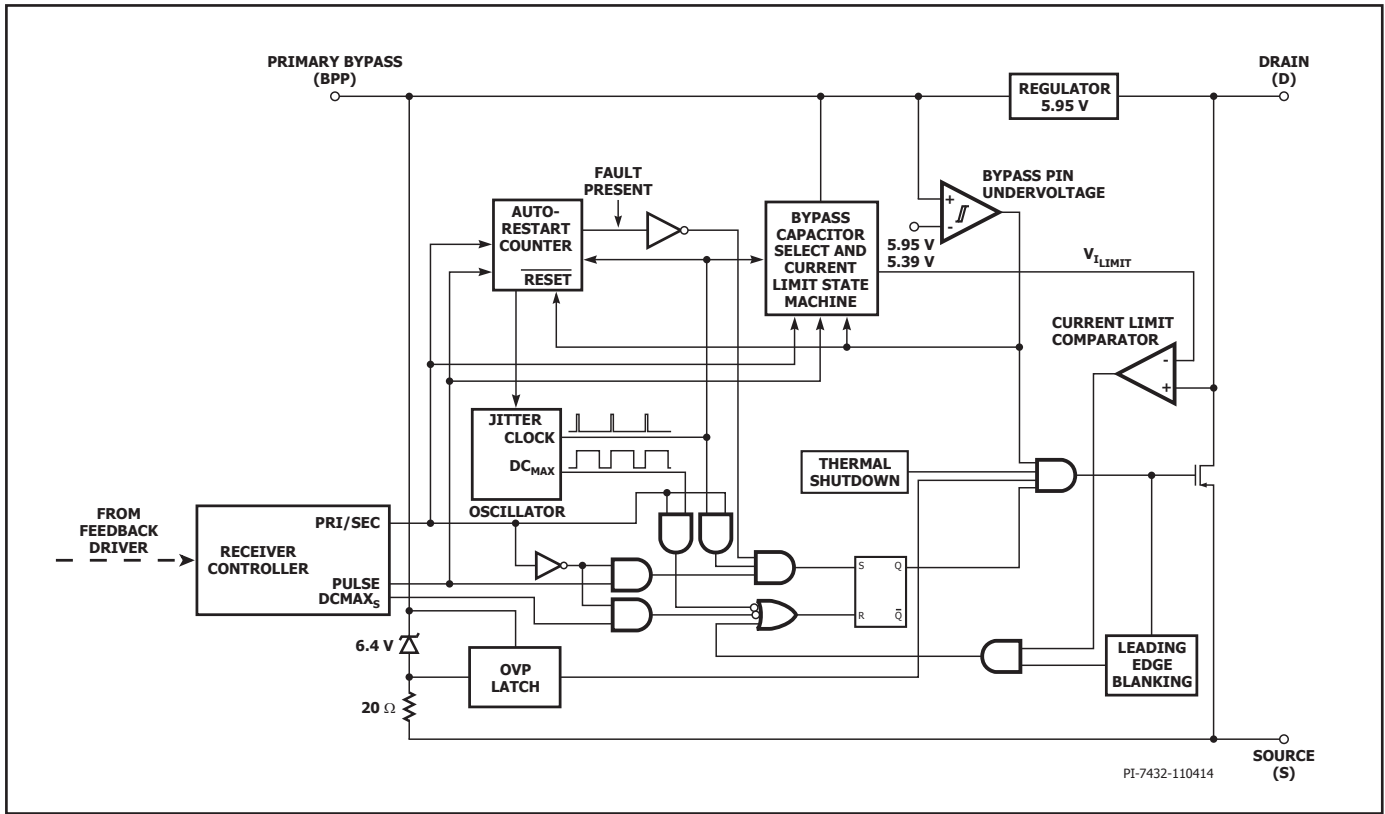 PRIMARY BYPASS
(BPP)
DRAIN
(D)
REGULATOR
5.95 V
FAULT
PRESENT
BYPASS PIN
UNDERVOLTAGE
AUTO-
RESTART
COUNTER
RESET
BYPASS
CAPACITOR
SELECT AND
CURRENT
LIMIT STATE
MACHINE
+
-
5.95 V
5.39 V
VILIMIT
CURRENT LIMIT
COMPARATOR
-
+
JITTER
CLOCK
DCMAX
OSCILLATOR
THERMAL
SHUTDOWN
FROM
FEEDBACK
DRIVER
RECEIVER
CONTROLLER
PRI/SEC
PULSE
DCMAXS
S
Q
R
Q̅
6.4 V
OVP
LATCH
LEADING
EDGE
BLANKING
20 Ω
SOURCE
(S)
PI-7432-110414